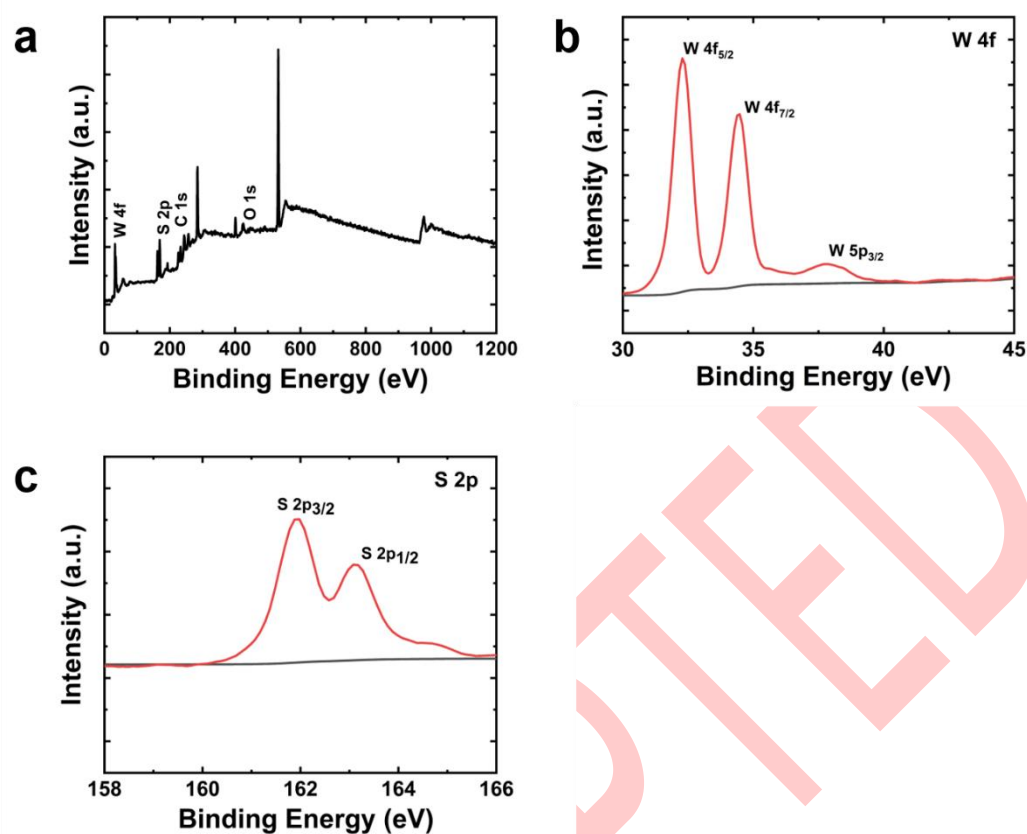 a
Intensity (a.u.)
W 4f
S 2p
C 1s
O 1s
0 200 400 600 800 1000 1200
Binding Energy (eV)
b
W 4f
Intensity (a.u.)
W 4f5/2
W 4f7/2
W 5p3/2
30 35 40 45
Binding Energy (eV)
c
S 2p
Intensity (a.u.)
S 2p3/2
S 2p1/2
158 160 162 164 166
Binding Energy (eV)
PTED